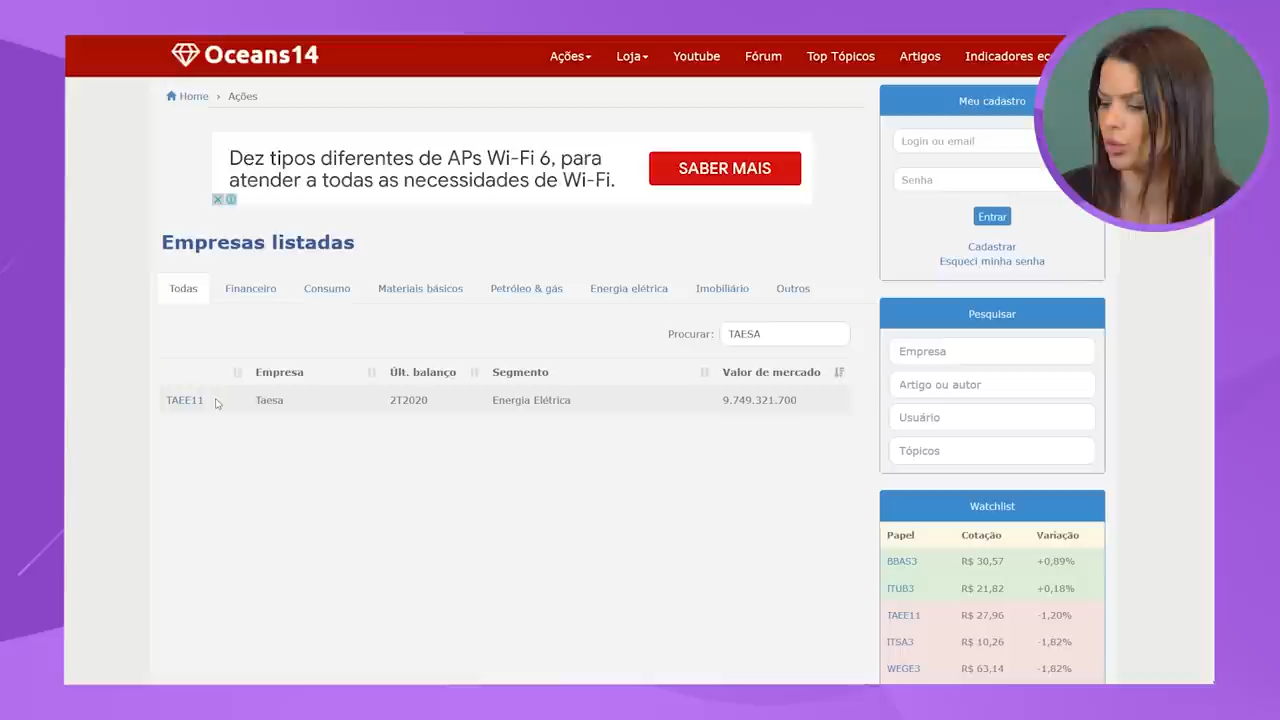 Oceans14
Ações Loja Youtube Fórum Top Tópicos Artigos Indicadores ec
Home › Ações
Dez tipos diferentes de APs Wi-Fi 6, para
atender a todas as necessidades de Wi-Fi.
SABER MAIS
Empresas listadas
Todas Financeiro Consumo Materiais básicos Petróleo & gás Energia elétrica Imobiliário Outros
Procurar: TAESA
Empresa Últ. balanço Segmento Valor de mercado
TAEE11 Taesa 2T2020 Energia Elétrica 9.749.321.700
Meu cadastro
Login ou email
Senha
Entrar
Cadastrar
Esqueci minha senha
Pesquisar
Empresa
Artigo ou autor
Usuário
Tópicos
Watchlist
Papel Cotação Variação
BBAS3 R$ 30,57 +0,89%
ITUB3 R$ 21,82 +0,18%
TAEE11 R$ 27,96 -1,20%
ITSA3 R$ 10,26 -1,82%
WEGE3 R$ 63,14 -1,82%